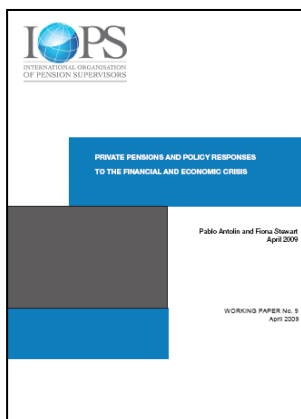 IOPS
INTERNATIONAL ORGANISATION
OF PENSION SUPERVISORS
PRIVATE PENSIONS AND POLICY RESPONSES
TO THE FINANCIAL AND ECONOMIC CRISIS
Pablo Antolin and Fiona Stewart
April 2009
WORKING PAPER No. 9
April 2009